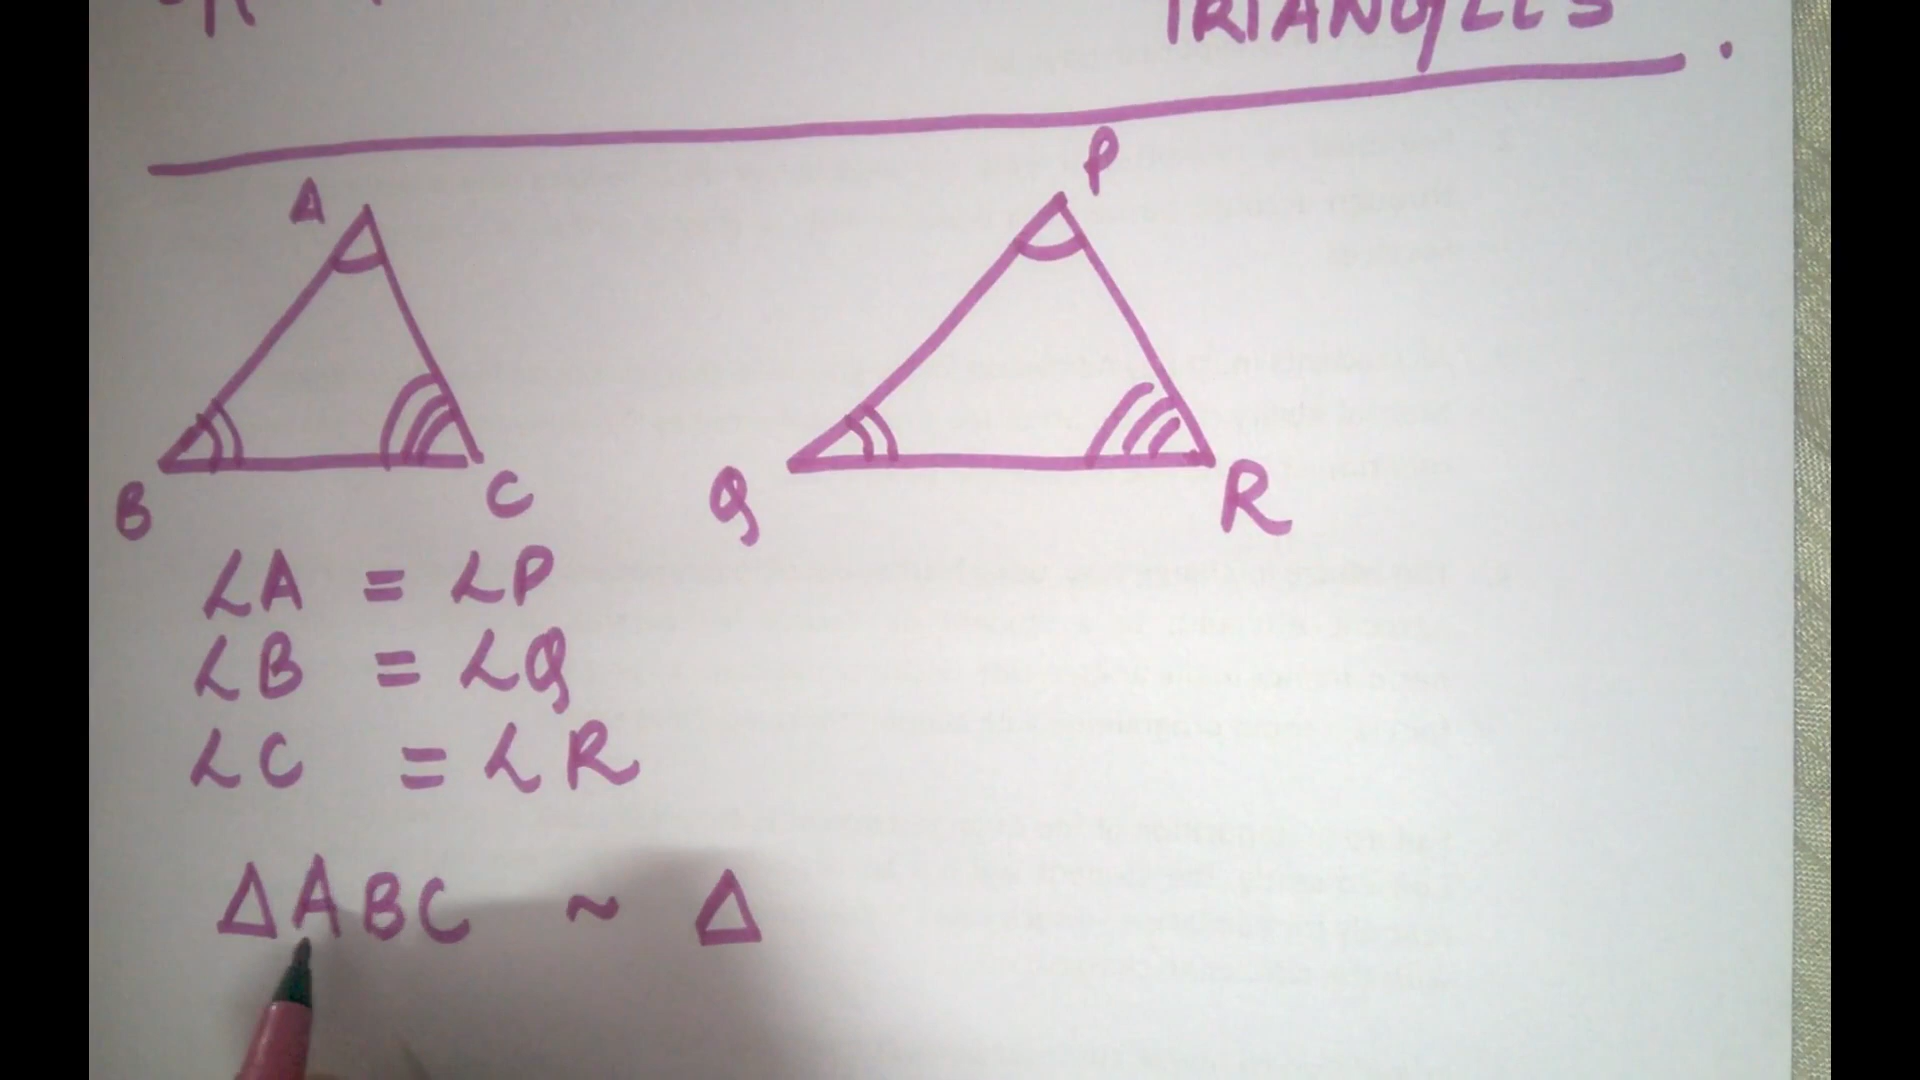 TRIANGLES
A
P
B
C
Q
R
∠A = ∠P
∠B = ∠Q
∠C = ∠R
ΔABC ~ Δ